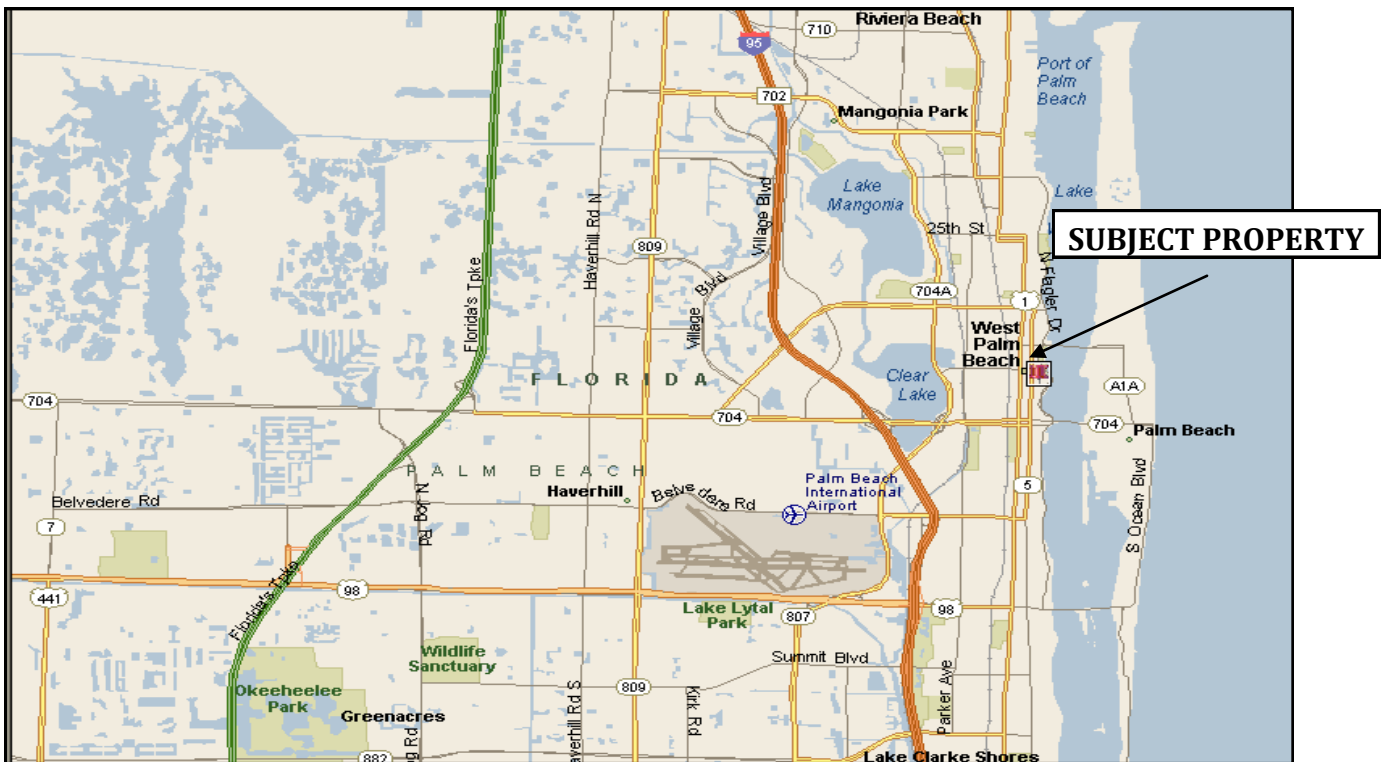 Riviera Beach
710
95
Port of
Palm
Beach
702
Mangonia Park
Lake
Mangonia
Lake
Village Blvd
Haverhill Rd N
25th St
SUBJECT PROPERTY
809
N Flagler Dr
Florida's Tpke
Village Blvd
704A
1
West
Palm
Beach
Clear
Lake
FLORIDA
A1A
704
704
704
Palm Beach
PALM BEACH
Palm Beach
International
Airport
5
Haverhill
Belvedere Rd
Belvedere Rd
N Jog Rd
S Ocean Blvd
7
98
441
Florida's Tpke
Lake Lytal
Park
807
98
Wildlife
Sanctuary
Summit Blvd
Okeeheelee
Park
809
Kirk Rd
Parker Ave
Greenacres
882
Lake Clarke Shores